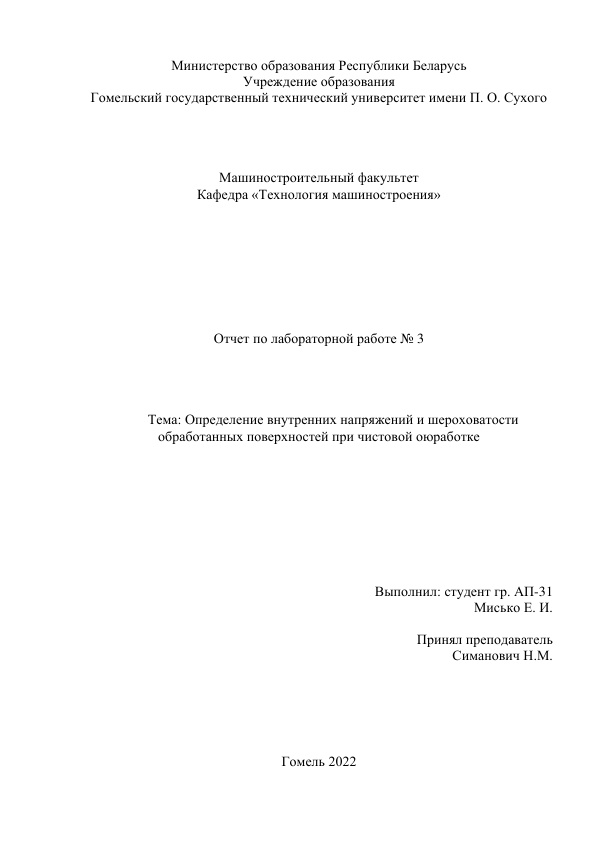 Министерство образования Республики Беларусь
Учреждение образования
Гомельский государственный технический университет имени П. О. Сухого
Машиностроительный факультет
Кафедра «Технология машиностроения»
Отчет по лабораторной работе № 3
Тема: Определение внутренних напряжений и шероховатости
обработанных поверхностей при чистовой оюработке
Выполнил: студент гр. АП-31
Мисько Е. И.
Принял преподаватель
Симанович Н.М.
Гомель 2022